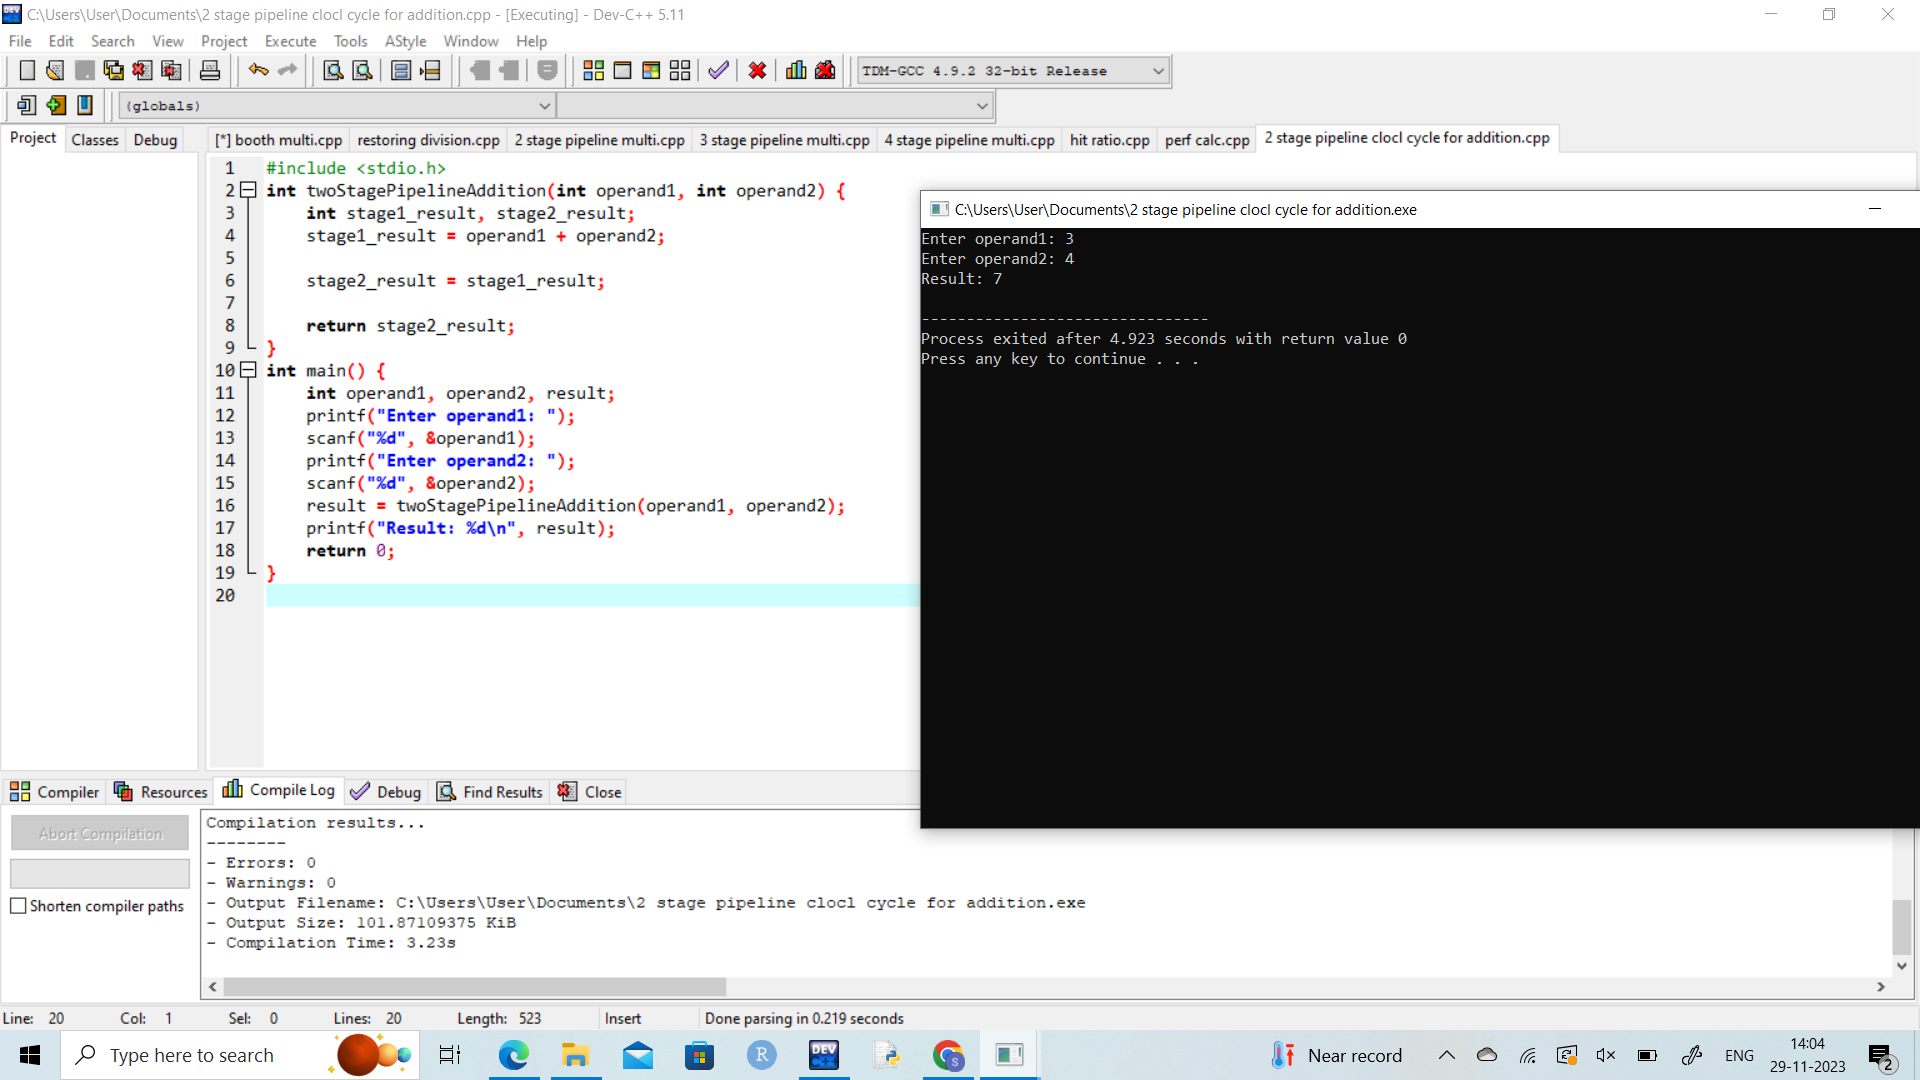 C:\Users\User\Documents\2 stage pipeline clocl cycle for addition.cpp - [Executing] - Dev-C++ 5.11
File Edit Search View Project Execute Tools AStyle Window Help
TDM-GCC 4.9.2 32-bit Release
(globals)
Project Classes Debug
[*] booth multi.cpp restoring division.cpp 2 stage pipeline multi.cpp 3 stage pipeline multi.cpp 4 stage pipeline multi.cpp hit ratio.cpp perf calc.cpp 2 stage pipeline clocl cycle for addition.cpp
1 #include <stdio.h>
2 int twoStagePipelineAddition(int operand1, int operand2) {
3 int stage1_result, stage2_result;
4 stage1_result = operand1 + operand2;
5
6 stage2_result = stage1_result;
7
8 return stage2_result;
9 }
10 int main() {
11 int operand1, operand2, result;
12 printf("Enter operand1: ");
13 scanf("%d", &operand1);
14 printf("Enter operand2: ");
15 scanf("%d", &operand2);
16 result = twoStagePipelineAddition(operand1, operand2);
17 printf("Result: %d\n", result);
18 return 0;
19 }
20
C:\Users\User\Documents\2 stage pipeline clocl cycle for addition.exe
Enter operand1: 3
Enter operand2: 4
Result: 7
--------------------------------
Process exited after 4.923 seconds with return value 0
Press any key to continue . . .
Compiler Resources Compile Log Debug Find Results Close
Abort Compilation
Shorten compiler paths
Compilation results...
--------
- Errors: 0
- Warnings: 0
- Output Filename: C:\Users\User\Documents\2 stage pipeline clocl cycle for addition.exe
- Output Size: 101.87109375 KiB
- Compilation Time: 3.23s
Line: 20 Col: 1 Sel: 0 Lines: 20 Length: 523 Insert Done parsing in 0.219 seconds
Type here to search
R
DEV
S
Near record
ENG
14:04
29-11-2023
2